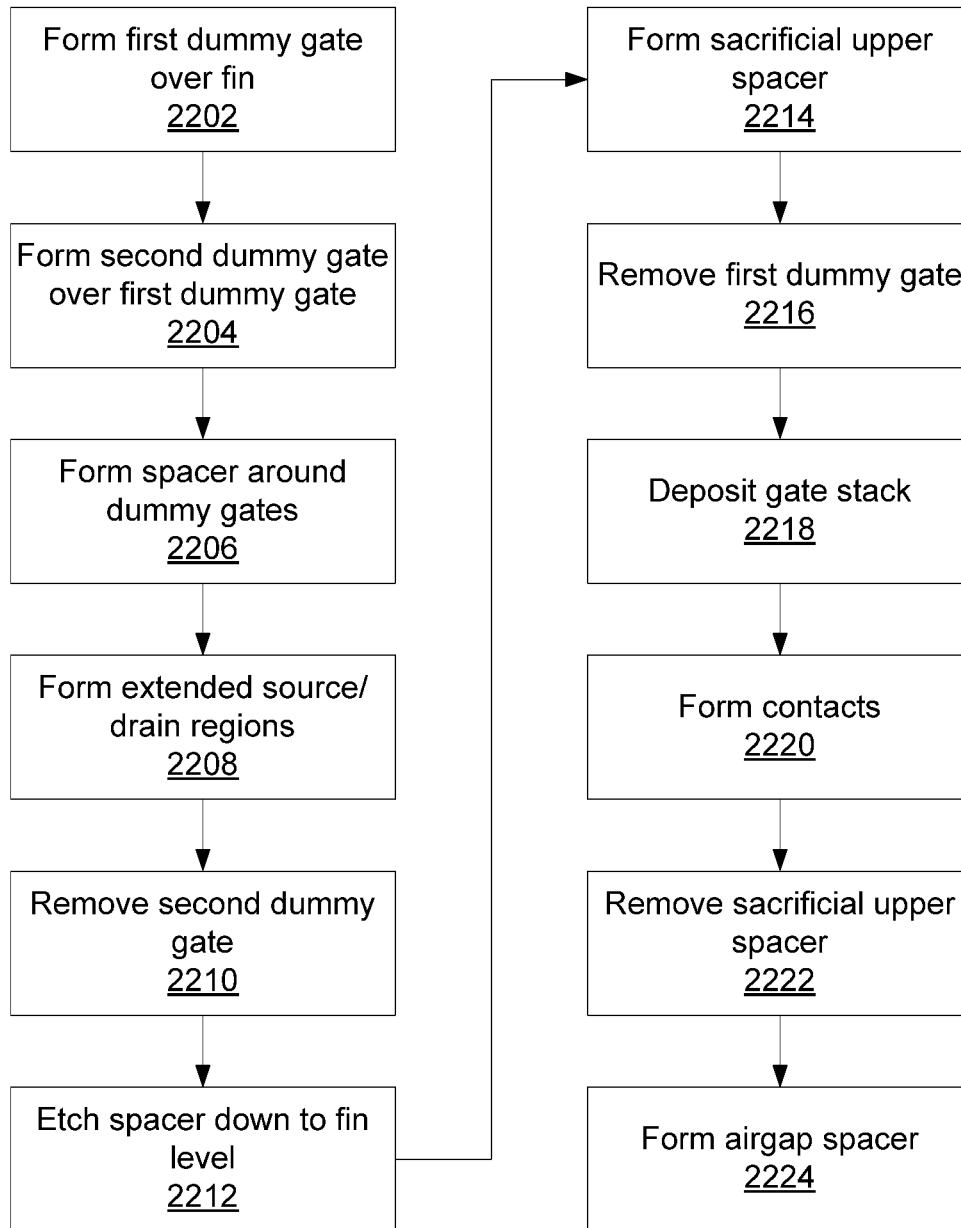 Form first dummy gate
over fin
2202
Form second dummy gate
over first dummy gate
2204
Form spacer around
dummy gates
2206
Form extended source/
drain regions
2208
Remove second dummy
gate
2210
Etch spacer down to fin
level
2212
Form sacrificial upper
spacer
2214
Remove first dummy gate
2216
Deposit gate stack
2218
Form contacts
2220
Remove sacrificial upper
spacer
2222
Form airgap spacer
2224